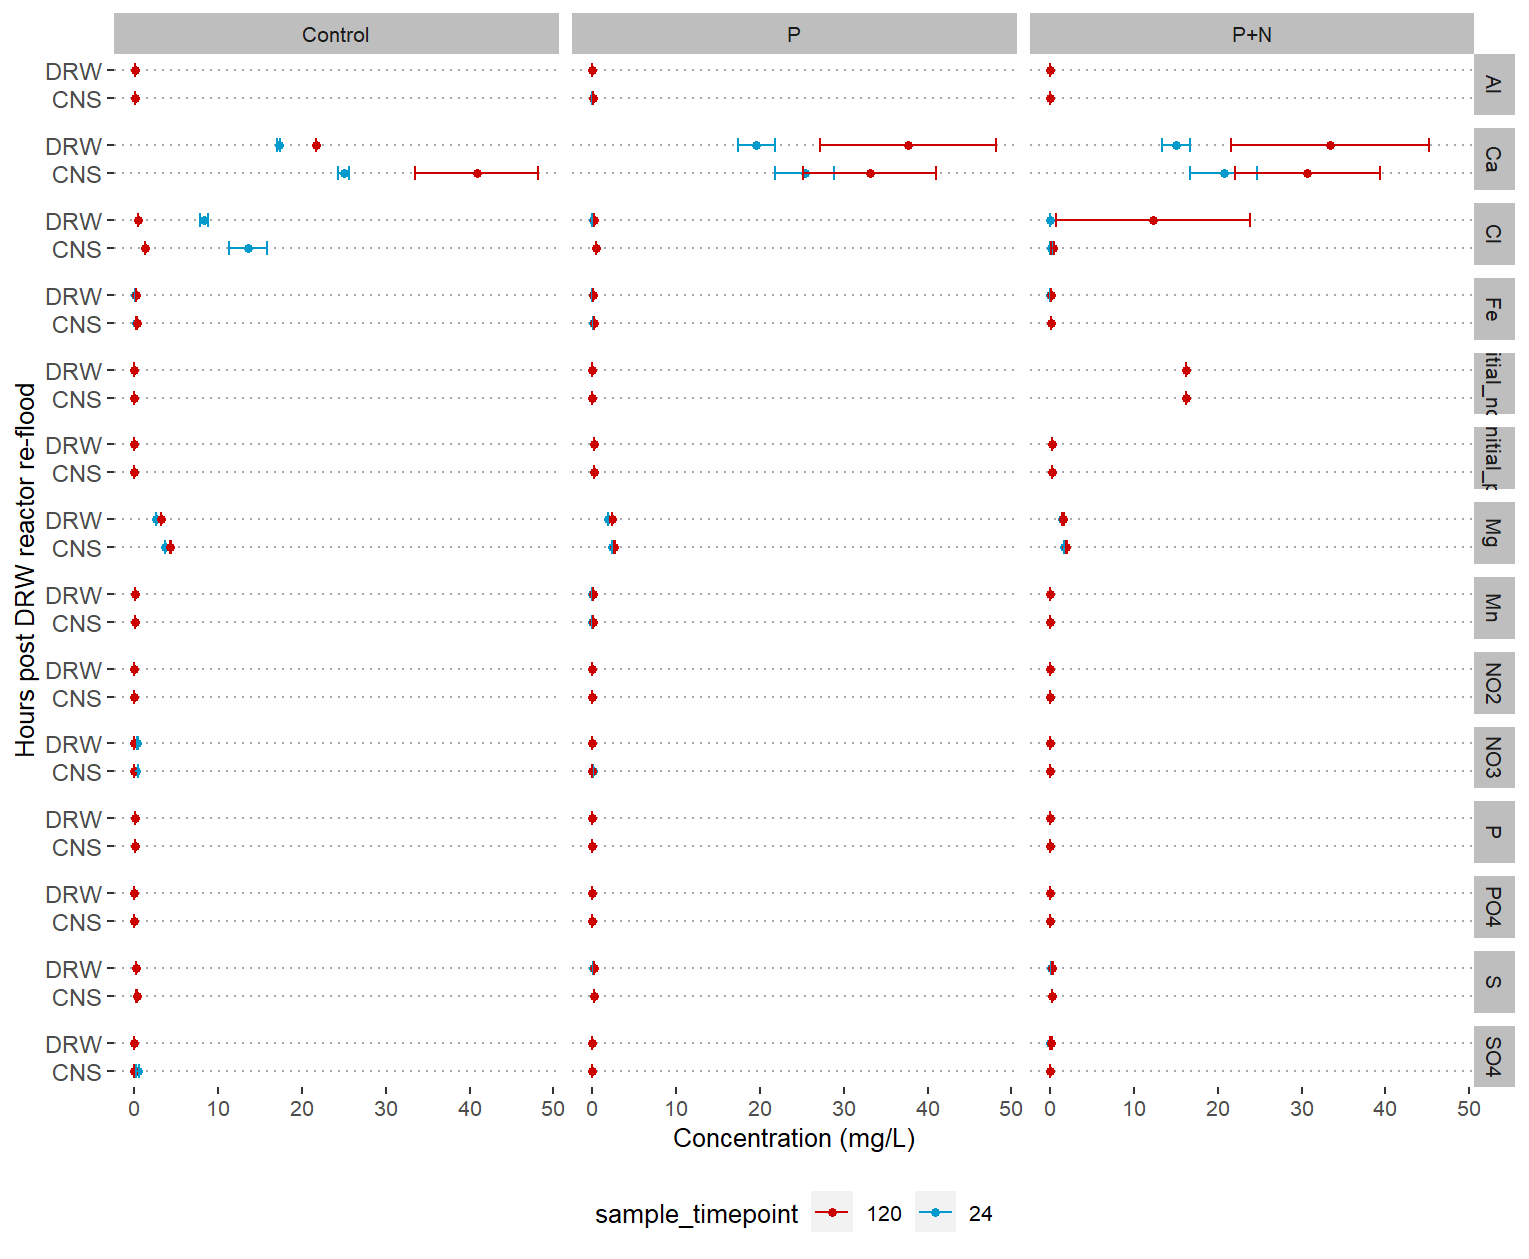 Control P P+N
DRW
CNS
Al
DRW
CNS
Ca
DRW
CNS
Cl
DRW
CNS
Fe
DRW
CNS
itial_no
DRW
CNS
nitial_p
DRW
CNS
Mg
DRW
CNS
Mn
DRW
CNS
NO2
DRW
CNS
NO3
DRW
CNS
P
DRW
CNS
PO4
DRW
CNS
S
DRW
CNS
SO4
Hours post DRW reactor re-flood
0 10 20 30 40 50 0 10 20 30 40 50 0 10 20 30 40 50
Concentration (mg/L)
sample_timepoint 120 24